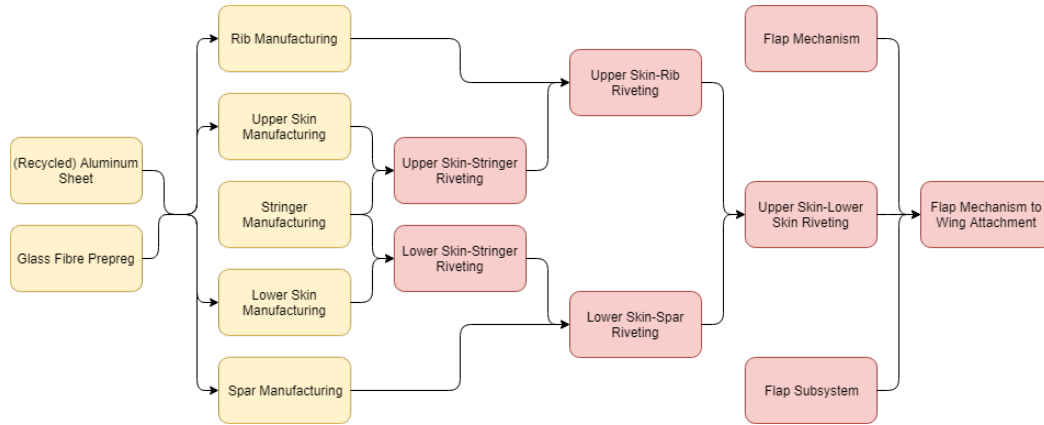 (Recycled) Aluminum
Sheet
Glass Fibre Prepreg
Rib Manufacturing
Upper Skin
Manufacturing
Stringer
Manufacturing
Lower Skin
Manufacturing
Spar Manufacturing
Upper Skin-Stringer
Riveting
Lower Skin-Stringer
Riveting
Upper Skin-Rib
Riveting
Lower Skin-Spar
Riveting
Flap Mechanism
Upper Skin-Lower
Skin Riveting
Flap Subsystem
Flap Mechanism to
Wing Attachment